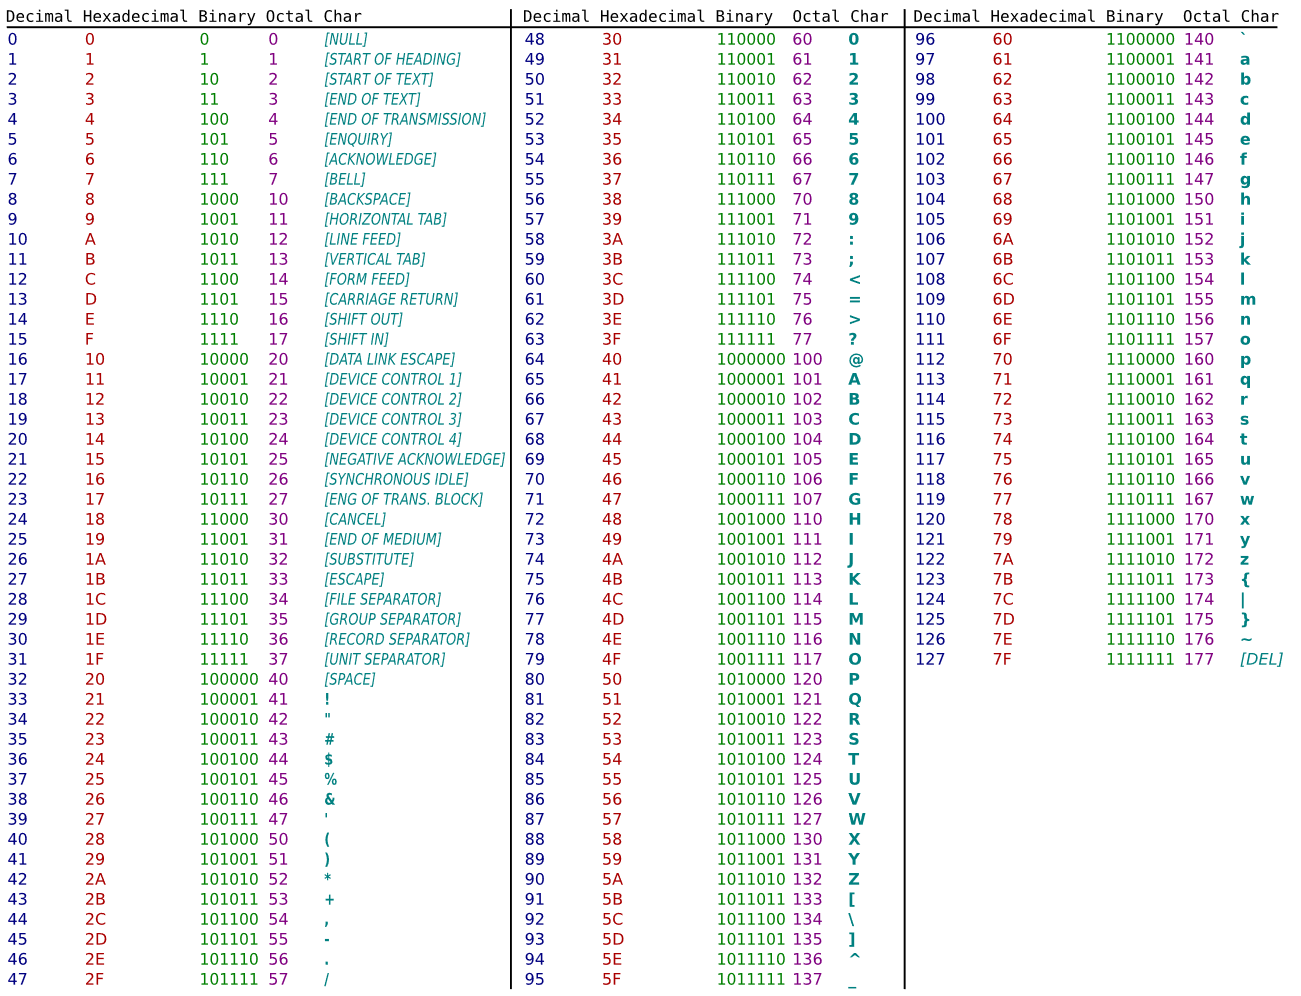 Decimal Hexadecimal Binary Octal Char Decimal Hexadecimal Binary Octal Char Decimal Hexadecimal Binary Octal Char
0 0 0 0 [NULL] 48 30 110000 60 0 96 60 1100000 140 `
1 1 1 1 [START OF HEADING] 49 31 110001 61 1 97 61 1100001 141 a
2 2 10 2 [START OF TEXT] 50 32 110010 62 2 98 62 1100010 142 b
3 3 11 3 [END OF TEXT] 51 33 110011 63 3 99 63 1100011 143 c
4 4 100 4 [END OF TRANSMISSION] 52 34 110100 64 4 100 64 1100100 144 d
5 5 101 5 [ENQUIRY] 53 35 110101 65 5 101 65 1100101 145 e
6 6 110 6 [ACKNOWLEDGE] 54 36 110110 66 6 102 66 1100110 146 f
7 7 111 7 [BELL] 55 37 110111 67 7 103 67 1100111 147 g
8 8 1000 10 [BACKSPACE] 56 38 111000 70 8 104 68 1101000 150 h
9 9 1001 11 [HORIZONTAL TAB] 57 39 111001 71 9 105 69 1101001 151 i
10 A 1010 12 [LINE FEED] 58 3A 111010 72 : 106 6A 1101010 152 j
11 B 1011 13 [VERTICAL TAB] 59 3B 111011 73 ; 107 6B 1101011 153 k
12 C 1100 14 [FORM FEED] 60 3C 111100 74 < 108 6C 1101100 154 l
13 D 1101 15 [CARRIAGE RETURN] 61 3D 111101 75 = 109 6D 1101101 155 m
14 E 1110 16 [SHIFT OUT] 62 3E 111110 76 > 110 6E 1101110 156 n
15 F 1111 17 [SHIFT IN] 63 3F 111111 77 ? 111 6F 1101111 157 o
16 10 10000 20 [DATA LINK ESCAPE] 64 40 1000000 100 @ 112 70 1110000 160 p
17 11 10001 21 [DEVICE CONTROL 1] 65 41 1000001 101 A 113 71 1110001 161 q
18 12 10010 22 [DEVICE CONTROL 2] 66 42 1000010 102 B 114 72 1110010 162 r
19 13 10011 23 [DEVICE CONTROL 3] 67 43 1000011 103 C 115 73 1110011 163 s
20 14 10100 24 [DEVICE CONTROL 4] 68 44 1000100 104 D 116 74 1110100 164 t
21 15 10101 25 [NEGATIVE ACKNOWLEDGE] 69 45 1000101 105 E 117 75 1110101 165 u
22 16 10110 26 [SYNCHRONOUS IDLE] 70 46 1000110 106 F 118 76 1110110 166 v
23 17 10111 27 [ENG OF TRANS. BLOCK] 71 47 1000111 107 G 119 77 1110111 167 w
24 18 11000 30 [CANCEL] 72 48 1001000 110 H 120 78 1111000 170 x
25 19 11001 31 [END OF MEDIUM] 73 49 1001001 111 I 121 79 1111001 171 y
26 1A 11010 32 [SUBSTITUTE] 74 4A 1001010 112 J 122 7A 1111010 172 z
27 1B 11011 33 [ESCAPE] 75 4B 1001011 113 K 123 7B 1111011 173 {
28 1C 11100 34 [FILE SEPARATOR] 76 4C 1001100 114 L 124 7C 1111100 174 |
29 1D 11101 35 [GROUP SEPARATOR] 77 4D 1001101 115 M 125 7D 1111101 175 }
30 1E 11110 36 [RECORD SEPARATOR] 78 4E 1001110 116 N 126 7E 1111110 176 ~
31 1F 11111 37 [UNIT SEPARATOR] 79 4F 1001111 117 O 127 7F 1111111 177 [DEL]
32 20 100000 40 [SPACE] 80 50 1010000 120 P
33 21 100001 41 ! 81 51 1010001 121 Q
34 22 100010 42 " 82 52 1010010 122 R
35 23 100011 43 # 83 53 1010011 123 S
36 24 100100 44 $ 84 54 1010100 124 T
37 25 100101 45 % 85 55 1010101 125 U
38 26 100110 46 & 86 56 1010110 126 V
39 27 100111 47 ' 87 57 1010111 127 W
40 28 101000 50 ( 88 58 1011000 130 X
41 29 101001 51 ) 89 59 1011001 131 Y
42 2A 101010 52 * 90 5A 1011010 132 Z
43 2B 101011 53 + 91 5B 1011011 133 [
44 2C 101100 54 , 92 5C 1011100 134 \
45 2D 101101 55 - 93 5D 1011101 135 ]
46 2E 101110 56 . 94 5E 1011110 136 ^
47 2F 101111 57 / 95 5F 1011111 137 _